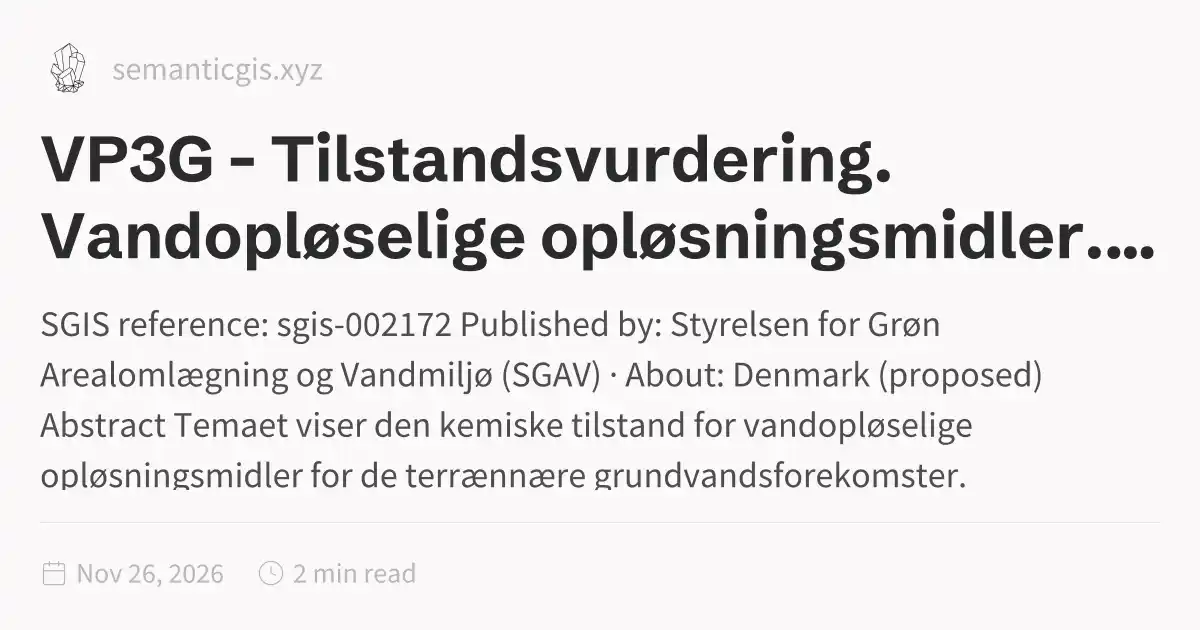 semanticgis.xyz
VP3G - Tilstandsvurdering.
Vandopløselige opløsningsmidler....
SGIS reference: sgis-002172 Published by: Styrelsen for Grøn
Arealomlægning og Vandmiljø (SGAV) · About: Denmark (proposed)
Abstract Temaet viser den kemiske tilstand for vandopløselige
opløsningsmidler for de terrænnære grundvandsforekomster.
Nov 26, 2026 2 min read